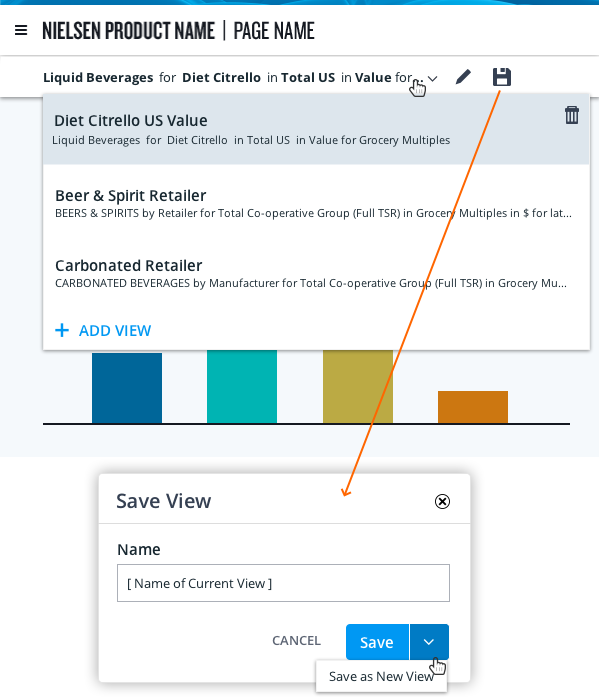 NIELSEN PRODUCT NAME | PAGE NAME
Liquid Beverages for Diet Citrello in Total US in Value for...
Diet Citrello US Value
Liquid Beverages for Diet Citrello in Total US in Value for Grocery Multiples
Beer & Spirit Retailer
BEERS & SPIRITS by Retailer for Total Co-operative Group (Full TSR) in Grocery Multiples in $ for lat...
Carbonated Retailer
CARBONATED BEVERAGES by Manufacturer for Total Co-operative Group (Full TSR) in Grocery Mu...
+ ADD VIEW
Save View
Name
[ Name of Current View ]
CANCEL
Save
Save as New View